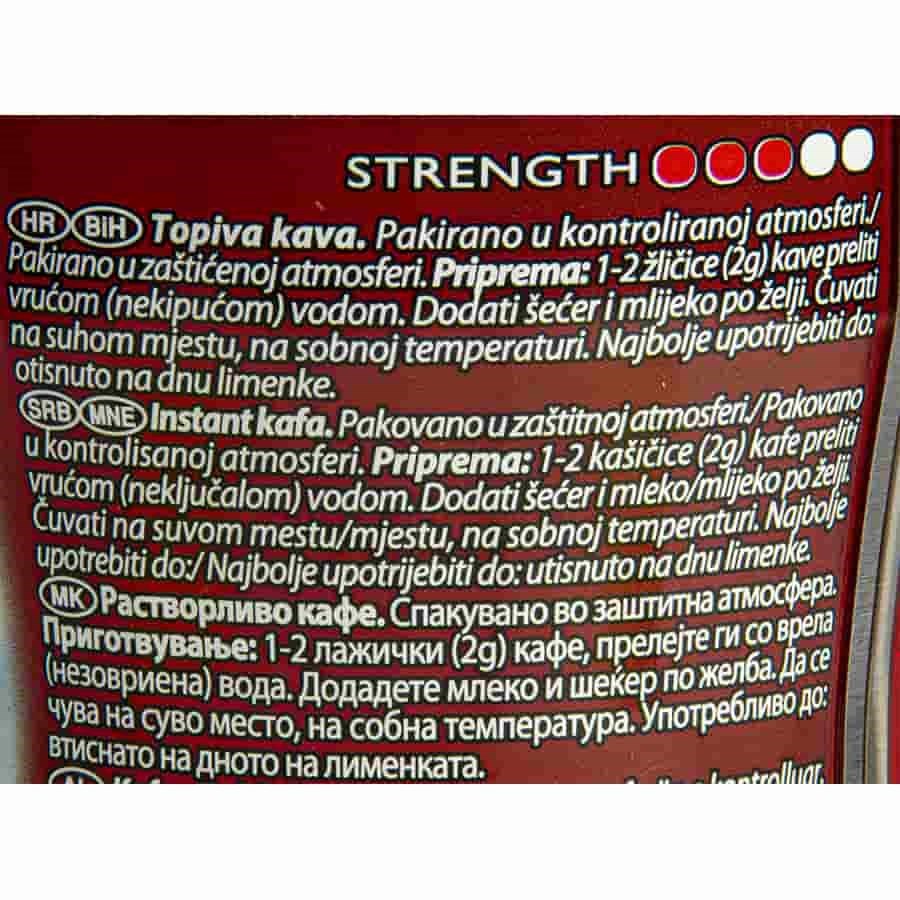 STRENGTH
HR BiH Topiva kava. Pakirano u kontroliranoj atmosferi./
Pakirano u zaštićenoj atmosferi. Priprema: 1-2 žličice (2g) kave preliti
vrućom (nekipućom) vodom. Dodati šećer i mlijeko po želji. Čuvati
na suhom mjestu, na sobnoj temperaturi. Najbolje upotrijebiti do:
otisnuto na dnu limenke.
SRB MNE Instant kafa. Pakovano u zaštitnoj atmosferi./Pakovano
u kontrolisanoj atmosferi. Priprema: 1-2 kašičice (2g) kafe preliti
vrućom (neključalom) vodom. Dodati šećer i mleko/mlijeko po želji.
Čuvati na suvom mestu/mjestu, na sobnoj temperaturi. Najbolje
upotrebiti do:/ Najbolje upotrijebiti do: utisnuto na dnu limenke.
MK Растворливо кафе. Спакувано во заштитна атмосфера.
Приготвување: 1-2 лажички (2g) кафе, прелејте ги со врела
(незовриена) вода. Додадете млеко и шеќер по желба. Да се
чува на суво место, на собна температура. Употребливо до:
втиснато на дното на лименката.
kontrolluar,